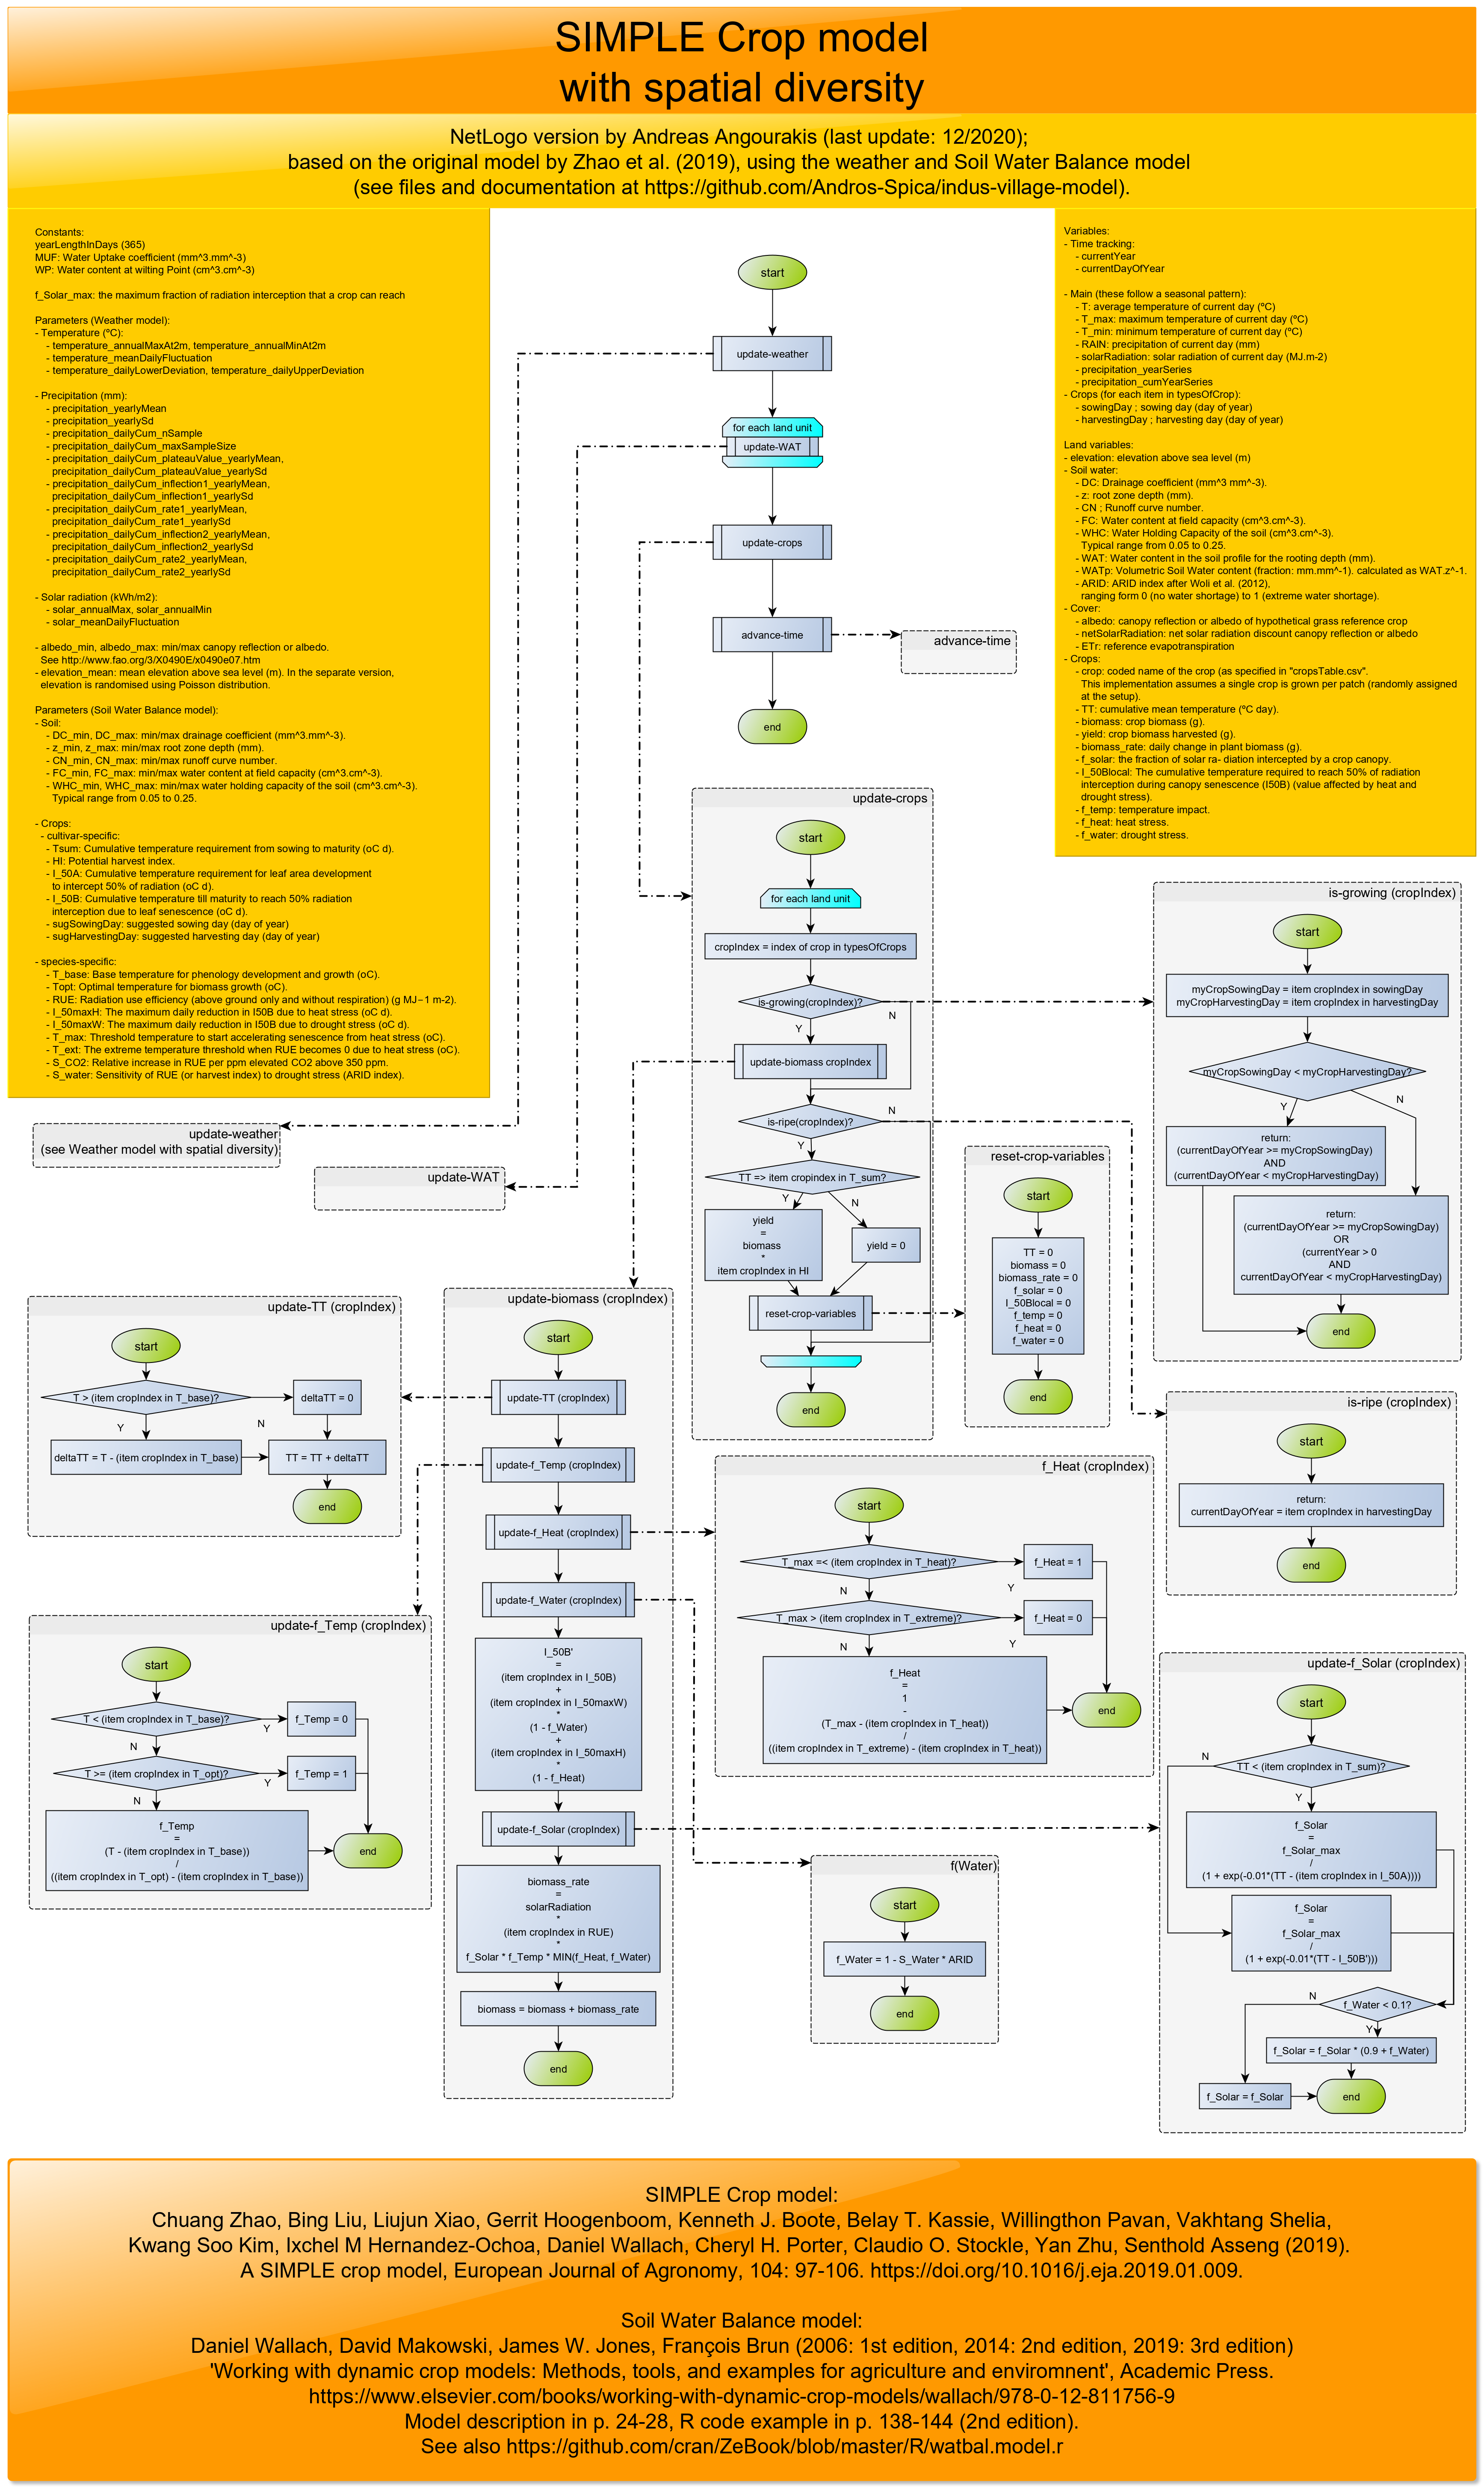 SIMPLE Crop model
with spatial diversity
NetLogo version by Andreas Angourakis (last update: 12/2020);
based on the original model by Zhao et al. (2019), using the weather and Soil Water Balance model
(see files and documentation at https://github.com/Andros-Spica/indus-village-model).
Constants:
yearLengthInDays (365)
MUF: Water Uptake coefficient (mm^3.mm^-3)
WP: Water content at wilting Point (cm^3.cm^-3)
f_Solar_max: the maximum fraction of radiation interception that a crop can reach
Parameters (Weather model):
- Temperature (ºC):
- temperature_annualMaxAt2m, temperature_annualMinAt2m
- temperature_meanDailyFluctuation
- temperature_dailyLowerDeviation, temperature_dailyUpperDeviation
- Precipitation (mm):
- precipitation_yearlyMean
- precipitation_yearlySd
- precipitation_dailyCum_nSample
- precipitation_dailyCum_maxSampleSize
- precipitation_dailyCum_plateauValue_yearlyMean,
precipitation_dailyCum_plateauValue_yearlySd
- precipitation_dailyCum_inflection1_yearlyMean,
precipitation_dailyCum_inflection1_yearlySd
- precipitation_dailyCum_rate1_yearlyMean,
precipitation_dailyCum_rate1_yearlySd
- precipitation_dailyCum_inflection2_yearlyMean,
precipitation_dailyCum_inflection2_yearlySd
- precipitation_dailyCum_rate2_yearlyMean,
precipitation_dailyCum_rate2_yearlySd
- Solar radiation (kWh/m2):
- solar_annualMax, solar_annualMin
- solar_meanDailyFluctuation
- albedo_min, albedo_max: min/max canopy reflection or albedo.
See http://www.fao.org/3/X0490E/x0490e07.htm
- elevation_mean: mean elevation above sea level (m). In the separate version,
elevation is randomised using Poisson distribution.
Parameters (Soil Water Balance model):
- Soil:
- DC_min, DC_max: min/max drainage coefficient (mm^3.mm^-3).
- z_min, z_max: min/max root zone depth (mm).
- CN_min, CN_max: min/max runoff curve number.
- FC_min, FC_max: min/max water content at field capacity (cm^3.cm^-3).
- WHC_min, WHC_max: min/max water holding capacity of the soil (cm^3.cm^-3).
Typical range from 0.05 to 0.25.
- Crops:
- cultivar-specific:
- Tsum: Cumulative temperature requirement from sowing to maturity (oC d).
- HI: Potential harvest index.
- I_50A: Cumulative temperature requirement for leaf area development
to intercept 50% of radiation (oC d).
- I_50B: Cumulative temperature till maturity to reach 50% radiation
interception due to leaf senescence (oC d).
- sugSowingDay: suggested sowing day (day of year)
- sugHarvestingDay: suggested harvesting day (day of year)
- species-specific:
- T_base: Base temperature for phenology development and growth (oC).
- Topt: Optimal temperature for biomass growth (oC).
- RUE: Radiation use efficiency (above ground only and without respiration) (g MJ−1 m-2).
- I_50maxH: The maximum daily reduction in I50B due to heat stress (oC d).
- I_50maxW: The maximum daily reduction in I50B due to drought stress (oC d).
- T_max: Threshold temperature to start accelerating senescence from heat stress (oC).
- T_ext: The extreme temperature threshold when RUE becomes 0 due to heat stress (oC).
- S_CO2: Relative increase in RUE per ppm elevated CO2 above 350 ppm.
- S_water: Sensitivity of RUE (or harvest index) to drought stress (ARID index).
Variables:
- Time tracking:
- currentYear
- currentDayOfYear
- Main (these follow a seasonal pattern):
- T: average temperature of current day (ºC)
- T_max: maximum temperature of current day (ºC)
- T_min: minimum temperature of current day (ºC)
- RAIN: precipitation of current day (mm)
- solarRadiation: solar radiation of current day (MJ.m-2)
- precipitation_yearSeries
- precipitation_cumYearSeries
- Crops (for each item in typesOfCrop):
- sowingDay ; sowing day (day of year)
- harvestingDay ; harvesting day (day of year)
Land variables:
- elevation: elevation above sea level (m)
- Soil water:
- DC: Drainage coefficient (mm^3 mm^-3).
- z: root zone depth (mm).
- CN ; Runoff curve number.
- FC: Water content at field capacity (cm^3.cm^-3).
- WHC: Water Holding Capacity of the soil (cm^3.cm^-3).
Typical range from 0.05 to 0.25.
- WAT: Water content in the soil profile for the rooting depth (mm).
- WATp: Volumetric Soil Water content (fraction: mm.mm^-1). calculated as WAT.z^-1.
- ARID: ARID index after Woli et al. (2012),
ranging form 0 (no water shortage) to 1 (extreme water shortage).
- Cover:
- albedo: canopy reflection or albedo of hypothetical grass reference crop
- netSolarRadiation: net solar radiation discount canopy reflection or albedo
- ETr: reference evapotranspiration
- Crops:
- crop: coded name of the crop (as specified in "cropsTable.csv".
This implementation assumes a single crop is grown per patch (randomly assigned
at the setup).
- TT: cumulative mean temperature (ºC day).
- biomass: crop biomass (g).
- yield: crop biomass harvested (g).
- biomass_rate: daily change in plant biomass (g).
- f_solar: the fraction of solar ra- diation intercepted by a crop canopy.
- I_50Blocal: The cumulative temperature required to reach 50% of radiation
interception during canopy senescence (I50B) (value affected by heat and
drought stress).
- f_temp: temperature impact.
- f_heat: heat stress.
- f_water: drought stress.
start
update-weather
for each land unit
update-WAT
update-crops
advance-time
advance-time
end
update-weather
(see Weather model with spatial diversity)
update-WAT
update-crops
start
for each land unit
cropIndex = index of crop in typesOfCrops
is-growing(cropIndex)?
N
Y
update-biomass cropIndex
is-ripe(cropIndex)?
N
Y
TT => item cropindex in T_sum?
Y
N
yield
=
biomass
*
item cropIndex in HI
yield = 0
reset-crop-variables
end
reset-crop-variables
start
TT = 0
biomass = 0
biomass_rate = 0
f_solar = 0
I_50Blocal = 0
f_temp = 0
f_heat = 0
f_water = 0
end
is-growing (cropIndex)
start
myCropSowingDay = item cropIndex in sowingDay
myCropHarvestingDay = item cropIndex in harvestingDay
myCropSowingDay < myCropHarvestingDay?
Y
N
return:
(currentDayOfYear >= myCropSowingDay)
AND
(currentDayOfYear < myCropHarvestingDay)
return:
(currentDayOfYear >= myCropSowingDay)
OR
(currentYear > 0
AND
currentDayOfYear < myCropHarvestingDay)
end
is-ripe (cropIndex)
start
return:
currentDayOfYear = item cropIndex in harvestingDay
end
update-TT (cropIndex)
start
T > (item cropIndex in T_base)?
deltaTT = 0
Y
N
deltaTT = T - (item cropIndex in T_base)
TT = TT + deltaTT
end
update-biomass (cropIndex)
start
update-TT (cropIndex)
update-f_Temp (cropIndex)
update-f_Heat (cropIndex)
update-f_Water (cropIndex)
I_50B'
=
(item cropIndex in I_50B)
+
(item cropIndex in I_50maxW)
*
(1 - f_Water)
+
(item cropIndex in I_50maxH)
*
(1 - f_Heat)
update-f_Solar (cropIndex)
biomass_rate
=
solarRadiation
*
(item cropIndex in RUE)
*
f_Solar * f_Temp * MIN(f_Heat, f_Water)
biomass = biomass + biomass_rate
end
update-f_Temp (cropIndex)
start
T < (item cropIndex in T_base)?
Y
f_Temp = 0
N
T >= (item cropIndex in T_opt)?
Y
f_Temp = 1
N
f_Temp
=
(T - (item cropIndex in T_base))
/
((item cropIndex in T_opt) - (item cropIndex in T_base))
end
f_Heat (cropIndex)
start
T_max =< (item cropIndex in T_heat)?
f_Heat = 1
N
Y
T_max > (item cropIndex in T_extreme)?
f_Heat = 0
N
Y
f_Heat
=
1
-
(T_max - (item cropIndex in T_heat))
/
((item cropIndex in T_extreme) - (item cropIndex in T_heat))
end
f(Water)
start
f_Water = 1 - S_Water * ARID
end
update-f_Solar (cropIndex)
start
N
TT < (item cropIndex in T_sum)?
Y
f_Solar
=
f_Solar_max
/
(1 + exp(-0.01*(TT - (item cropIndex in I_50A))))
f_Solar
=
f_Solar_max
/
(1 + exp(-0.01*(TT - I_50B')))
N
f_Water < 0.1?
Y
f_Solar = f_Solar * (0.9 + f_Water)
f_Solar = f_Solar
end
SIMPLE Crop model:
Chuang Zhao, Bing Liu, Liujun Xiao, Gerrit Hoogenboom, Kenneth J. Boote, Belay T. Kassie, Willingthon Pavan, Vakhtang Shelia,
Kwang Soo Kim, Ixchel M Hernandez-Ochoa, Daniel Wallach, Cheryl H. Porter, Claudio O. Stockle, Yan Zhu, Senthold Asseng (2019).
A SIMPLE crop model, European Journal of Agronomy, 104: 97-106. https://doi.org/10.1016/j.eja.2019.01.009.
Soil Water Balance model:
Daniel Wallach, David Makowski, James W. Jones, François Brun (2006: 1st edition, 2014: 2nd edition, 2019: 3rd edition)
'Working with dynamic crop models: Methods, tools, and examples for agriculture and enviromnent', Academic Press.
https://www.elsevier.com/books/working-with-dynamic-crop-models/wallach/978-0-12-811756-9
Model description in p. 24-28, R code example in p. 138-144 (2nd edition).
See also https://github.com/cran/ZeBook/blob/master/R/watbal.model.r